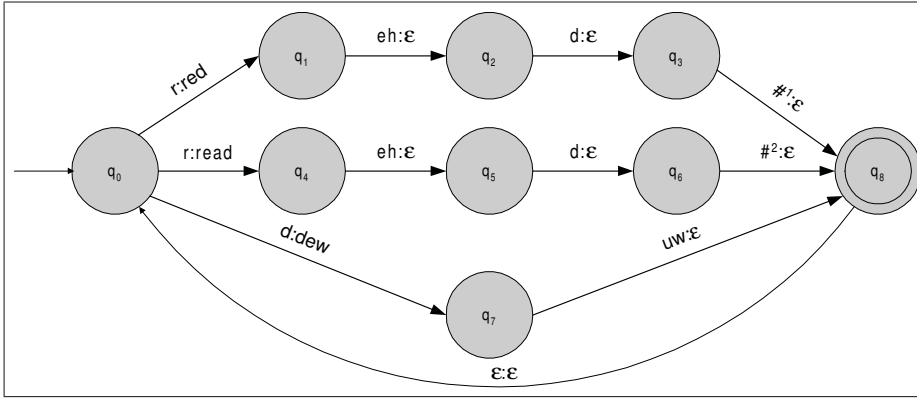 q₁ eh:ε q₂ d:ε q₃
r:red
#¹:ε
q₀ r:read q₄ eh:ε q₅ d:ε q₆ #²:ε q₈
d:dew
uw:ε
q₇
ε:ε